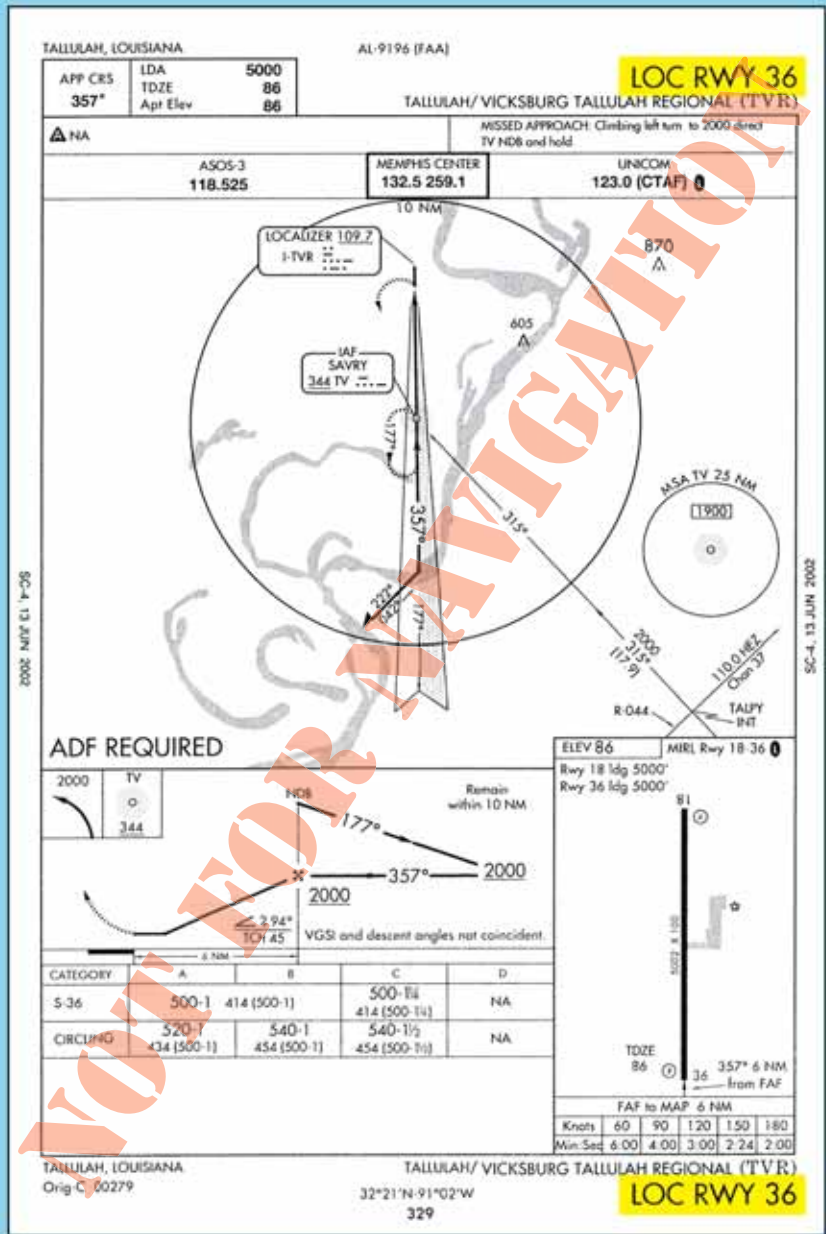 TALLULAH, LOUISIANA
AL-9196 (FAA)
LOC RWY 36
TALLULAH/ VICKSBURG TALLULAH REGIONAL (TVR)
APP CRS
357°
LDA 5000
TDZE 86
Apt Elev 86
A NA
MISSED APPROACH: Climbing left turn to 2000 direct
TV NDB and hold.
ASOS-3
118.525
MEMPHIS CENTER
132.5 259.1
UNICOM
123.0 (CTAF)
10 NM
LOCALIZER 109.7
I-TVR
870
605
IAF
SAVRY
344 TV
177°
357°
315°
227°
042°
177°
MSA TV 25 NM
1900
2000
315°
(17.9)
110.0 HEZ
Chan 37
R-044
TALPY
INT
SC-4, 13 JUN 2002
SC-4, 13 JUN 2002
ADF REQUIRED
ELEV 86
MIRL Rwy 18-36
Rwy 18 ldg 5000'
Rwy 36 ldg 5000'
2000
TV
344
NDB
Remain
within 10 NM
177°
357°
2000
2000
2.94°
TCH 45
VGSI and descent angles not coincident.
6 NM
18
5002 X 100
TDZE
86
36
357° 6 NM
from FAF
CATEGORY A B C D
S-36 500-1 414 (500-1) 500-1¼ 414 (500-1¼) NA
CIRCLING 520-1 434 (500-1) 540-1 454 (500-1) 540-1½ 454 (500-1½) NA
FAF to MAP 6 NM
Knots 60 90 120 150 180
Min:Sec 6:00 4:00 3:00 2:24 2:00
TALLULAH, LOUISIANA
Orig-C 00279
32°21'N-91°02'W
329
TALLULAH/ VICKSBURG TALLULAH REGIONAL (TVR)
LOC RWY 36
NOT FOR NAVIGATION